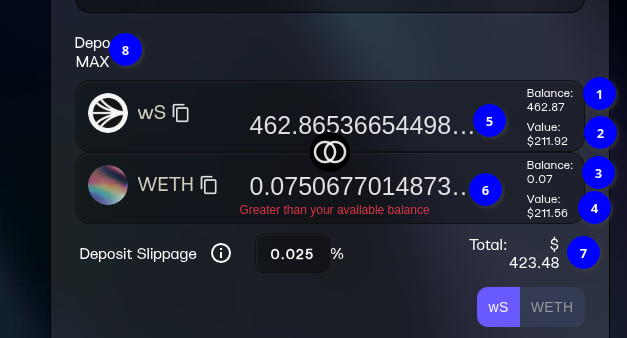 Depo 8
MAX
wS
462.86536654498...
5
Balance:
462.87
1
Value:
$211.92
2
WETH
0.0750677014873...
6
Greater than your available balance
Balance:
0.07
3
Value:
$211.56
4
Deposit Slippage
0.025 %
Total: $
423.48
7
wS WETH